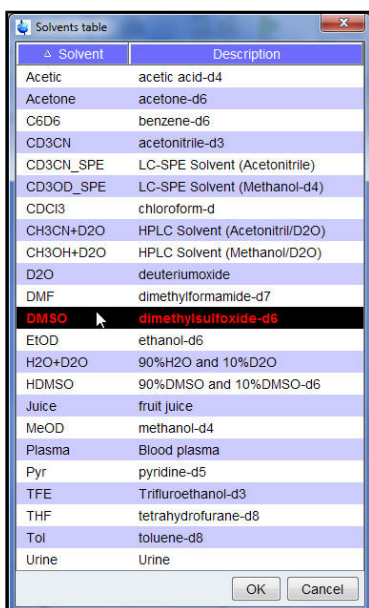 Solvents table
Solvent Description
Acetic acetic acid-d4
Acetone acetone-d6
C6D6 benzene-d6
CD3CN acetonitrile-d3
CD3CN_SPE LC-SPE Solvent (Acetonitrile)
CD3OD_SPE LC-SPE Solvent (Methanol-d4)
CDCl3 chloroform-d
CH3CN+D2O HPLC Solvent (Acetonitril/D2O)
CH3OH+D2O HPLC Solvent (Methanol/D2O)
D2O deuteriumoxide
DMF dimethylformamide-d7
DMSO dimethylsulfoxide-d6
EtOD ethanol-d6
H2O+D2O 90%H2O and 10%D2O
HDMSO 90%DMSO and 10%DMSO-d6
Juice fruit juice
MeOD methanol-d4
Plasma Blood plasma
Pyr pyridine-d5
TFE Trifluroethanol-d3
THF tetrahydrofurane-d8
Tol toluene-d8
Urine Urine
OK Cancel